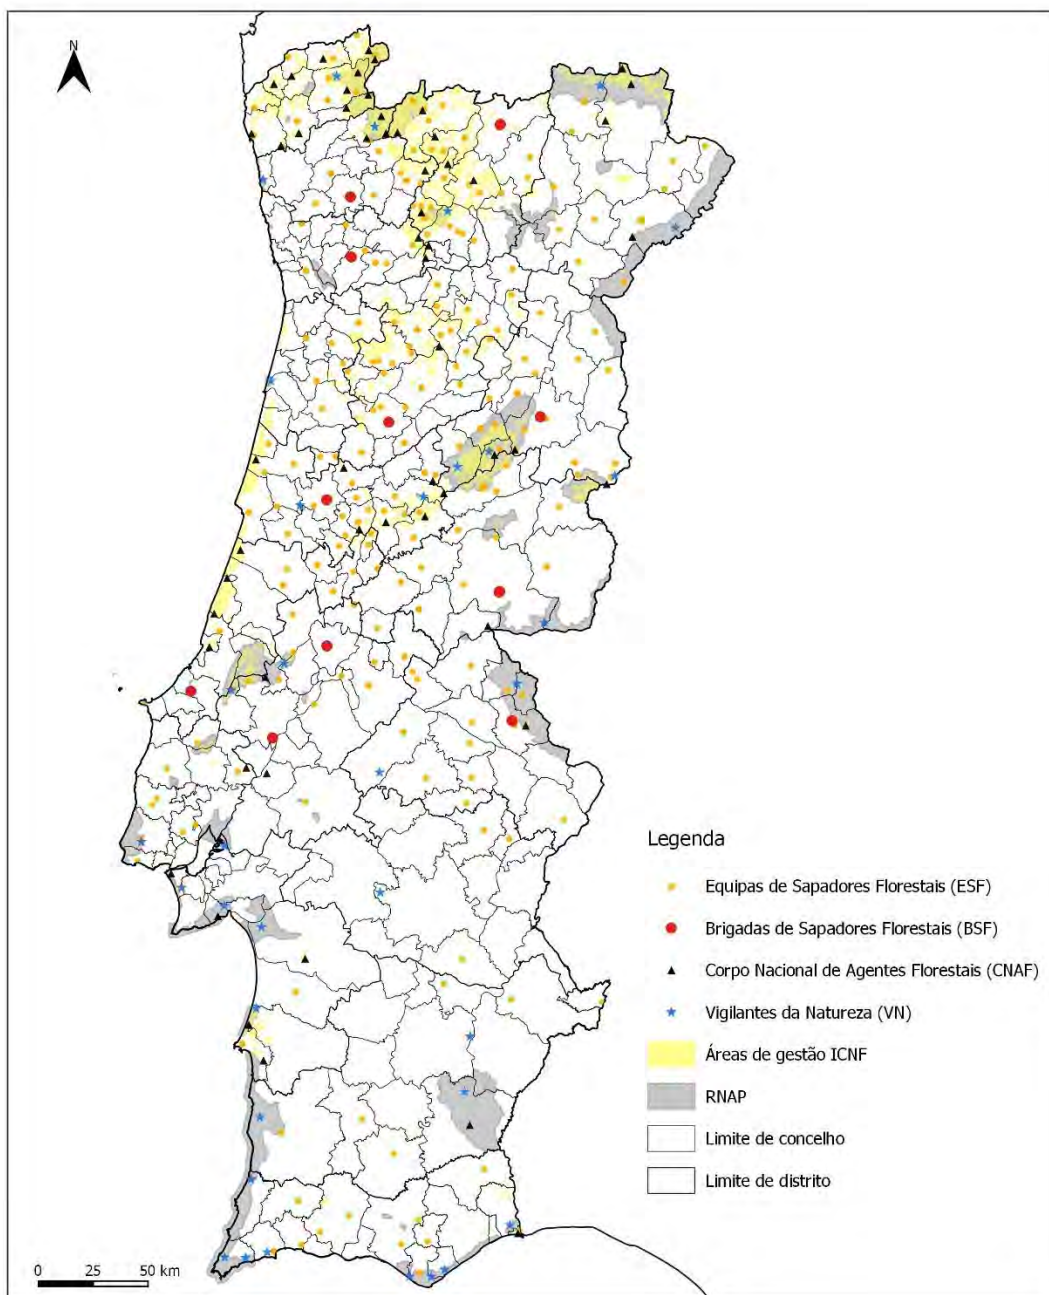 N
Legenda
Equipas de Sapadores Florestais (ESF)
Brigadas de Sapadores Florestais (BSF)
Corpo Nacional de Agentes Florestais (CNAF)
Vigilantes da Natureza (VN)
Áreas de gestão ICNF
RNAP
Limite de concelho
Limite de distrito
0 25 50 km